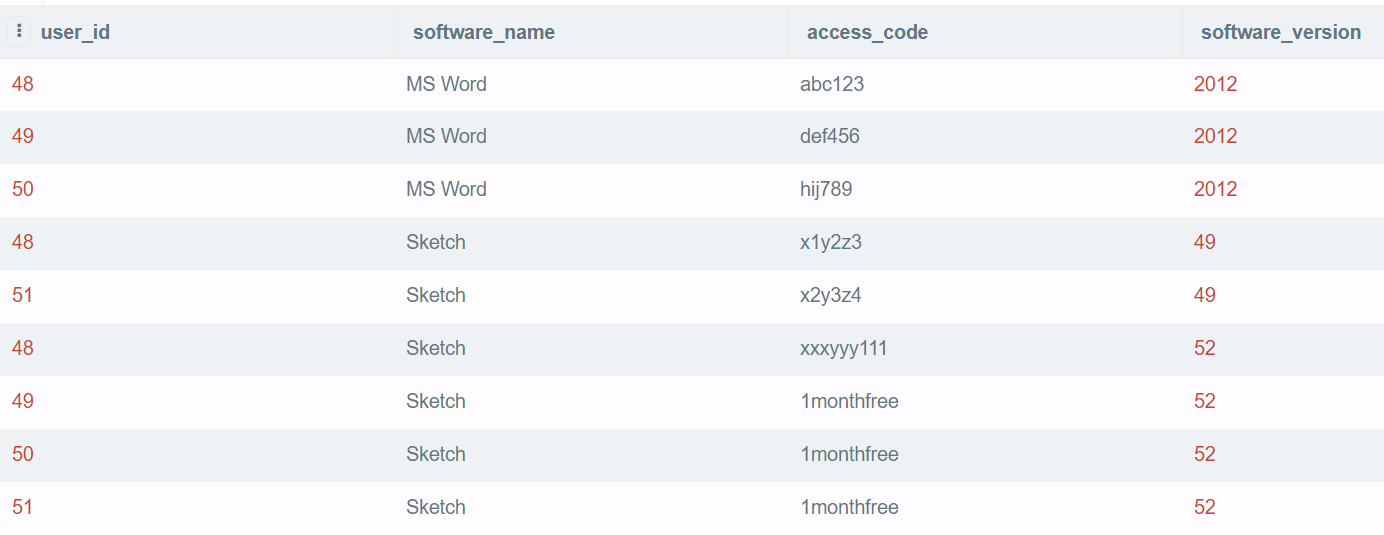 user_id software_name access_code software_version
48 MS Word abc123 2012
49 MS Word def456 2012
50 MS Word hij789 2012
48 Sketch x1y2z3 49
51 Sketch x2y3z4 49
48 Sketch xxxyyy111 52
49 Sketch 1monthfree 52
50 Sketch 1monthfree 52
51 Sketch 1monthfree 52